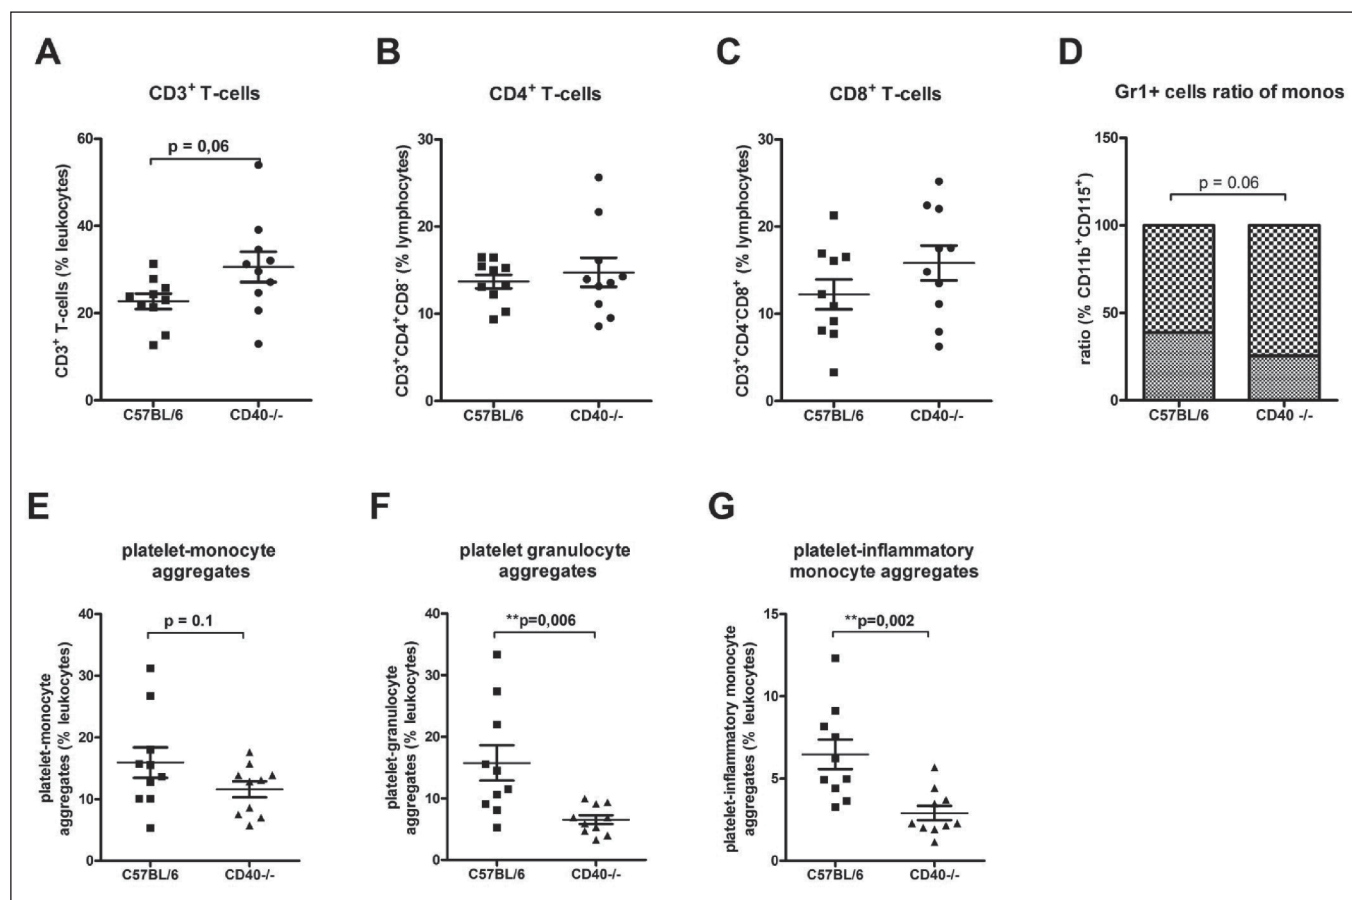 A
CD3⁺ T-cells
CD3⁺ T-cells (% leukocytes)
60
40
20
0
p = 0,06
C57BL/6
CD40-/-
B
CD4⁺ T-cells
CD3⁺CD4⁺CD8⁻ (% lymphocytes)
30
20
10
0
C57BL/6
CD40-/-
C
CD8⁺ T-cells
CD3⁺CD4⁻CD8⁺ (% lymphocytes)
30
20
10
0
C57BL/6
CD40-/-
D
Gr1+ cells ratio of monos
ratio (% CD11b⁺CD115⁺)
150
100
50
0
p = 0.06
C57BL/6
CD40 -/-
E
platelet-monocyte
aggregates
platelet-monocyte
aggregates (% leukocytes)
40
30
20
10
0
p = 0.1
C57BL/6
CD40-/-
F
platelet granulocyte
aggregates
platelet-granulocyte
aggregates (% leukocytes)
40
30
20
10
0
**p=0,006
C57BL/6
CD40-/-
G
platelet-inflammatory
monocyte aggregates
platelet-inflammatory monocyte
aggregates (% leukocytes)
15
10
5
0
**p=0,002
C57BL/6
CD40-/-